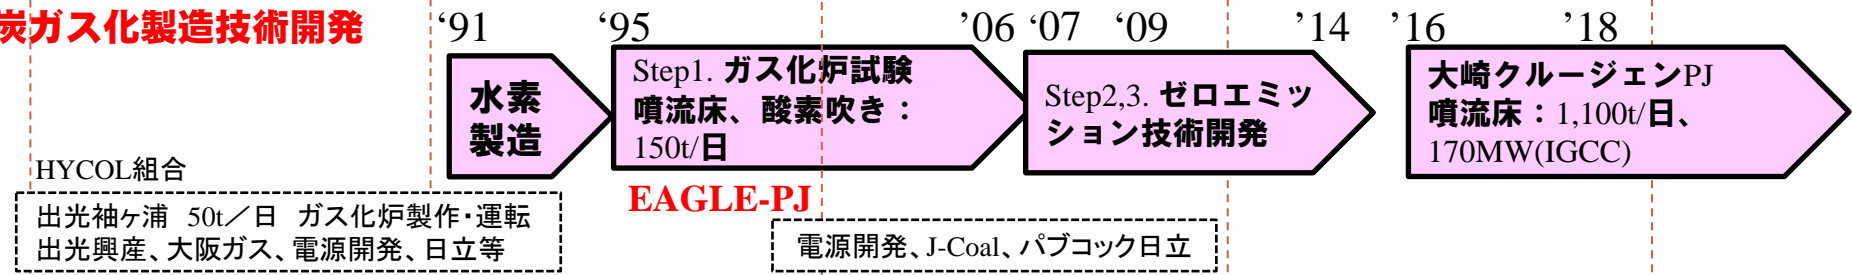 炭ガス化製造技術開発
‘91 ‘95 ’06 ‘07 ‘09 ’14 ’16 ’18
水素
製造
Step1. ガス化炉試験
噴流床、酸素吹き：
150t/日
Step2,3. ゼロエミッ
ション技術開発
大崎クルージェンPJ
噴流床：1,100t/日、
170MW(IGCC)
HYCOL組合
EAGLE-PJ
出光袖ヶ浦 50t／日 ガス化炉製作・運転
出光興産、大阪ガス、電源開発、日立等
電源開発、J-Coal、パブコック日立